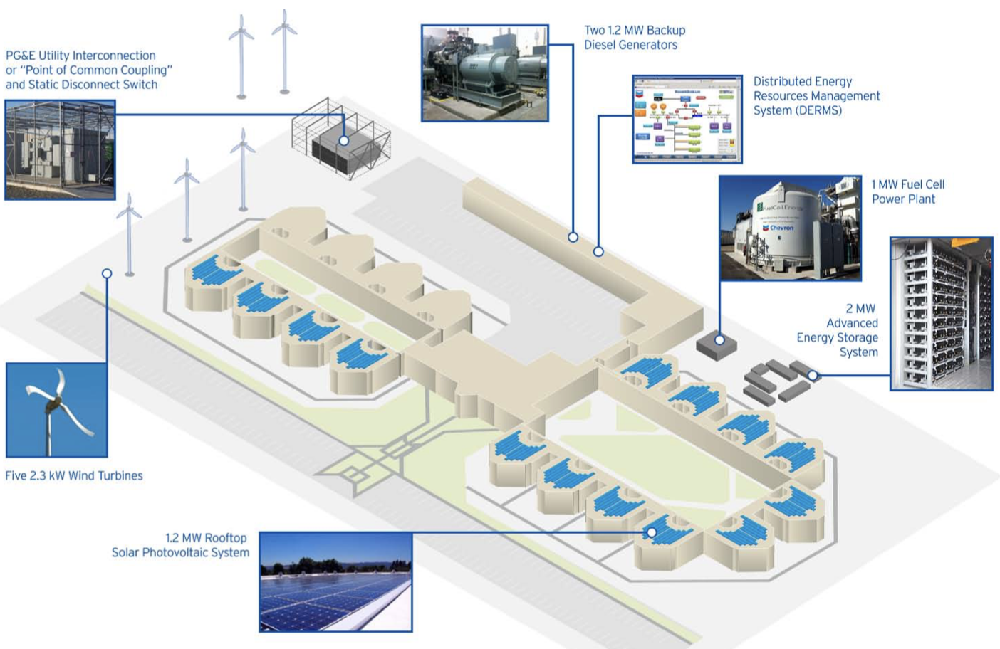 PG&E Utility Interconnection
or “Point of Common Coupling”
and Static Disconnect Switch
Two 1.2 MW Backup
Diesel Generators
Distributed Energy
Resources Management
System (DERMS)
1 MW Fuel Cell
Power Plant
FuelCell Energy
Chevron
2 MW
Advanced
Energy Storage
System
Five 2.3 kW Wind Turbines
1.2 MW Rooftop
Solar Photovoltaic System